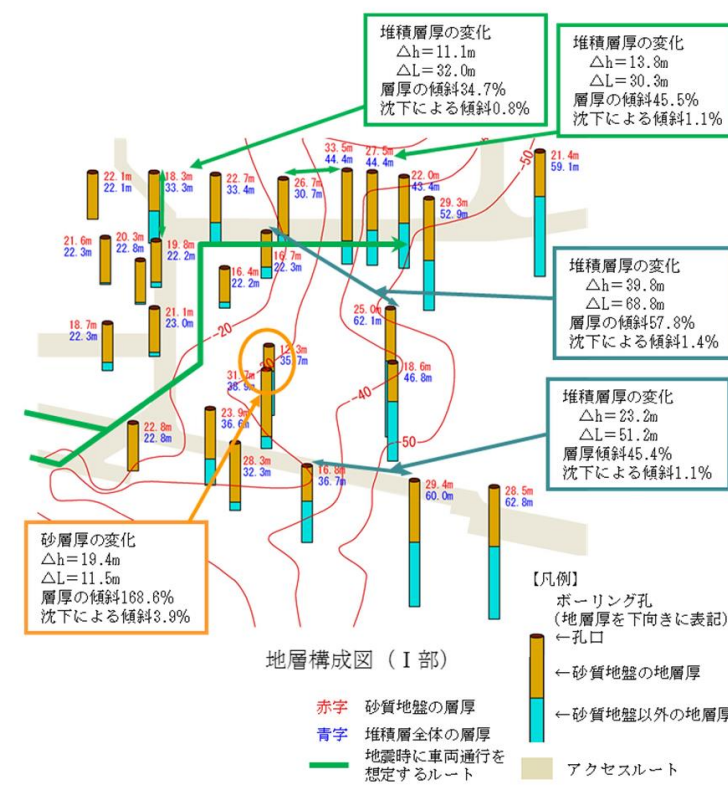 堆積層厚の変化
△h＝11.1m
△L＝32.0m
層厚の傾斜34.7%
沈下による傾斜0.8%
堆積層厚の変化
△h＝13.8m
△L＝30.3m
層厚の傾斜45.5%
沈下による傾斜1.1%
22.1m
22.1m
18.3m
33.3m
22.7m
33.4m
26.7m
30.7m
33.5m
44.4m
27.5m
44.4m
22.0m
43.4m
29.3m
52.9m
-50
21.4m
59.1m
21.6m
22.3m
20.3m
22.8m
19.8m
22.2m
16.4m
22.2m
16.7m
22.3m
堆積層厚の変化
△h＝39.8m
△L＝68.8m
層厚の傾斜57.8%
沈下による傾斜1.4%
18.7m
22.3m
21.1m
23.0m
-20
25.0m
62.1m
12.3m
35.7m
31.7m
38.9m
18.6m
46.8m
-40
-50
堆積層厚の変化
△h＝23.2m
△L＝51.2m
層厚傾斜45.4%
沈下による傾斜1.1%
22.8m
22.8m
23.9m
36.6m
28.3m
32.3m
16.8m
36.7m
29.4m
60.0m
28.5m
62.8m
砂層厚の変化
△h＝19.4m
△L＝11.5m
層厚の傾斜168.6%
沈下による傾斜3.9%
【凡例】
ボーリング孔
(地層厚を下向きに表記)
←孔口
←砂質地盤の地層厚
←砂質地盤以外の地層厚
地層構成図（Ⅰ部）
赤字 砂質地盤の層厚
青字 堆積層全体の層厚
地震時に車両通行を
想定するルート
アクセスルート